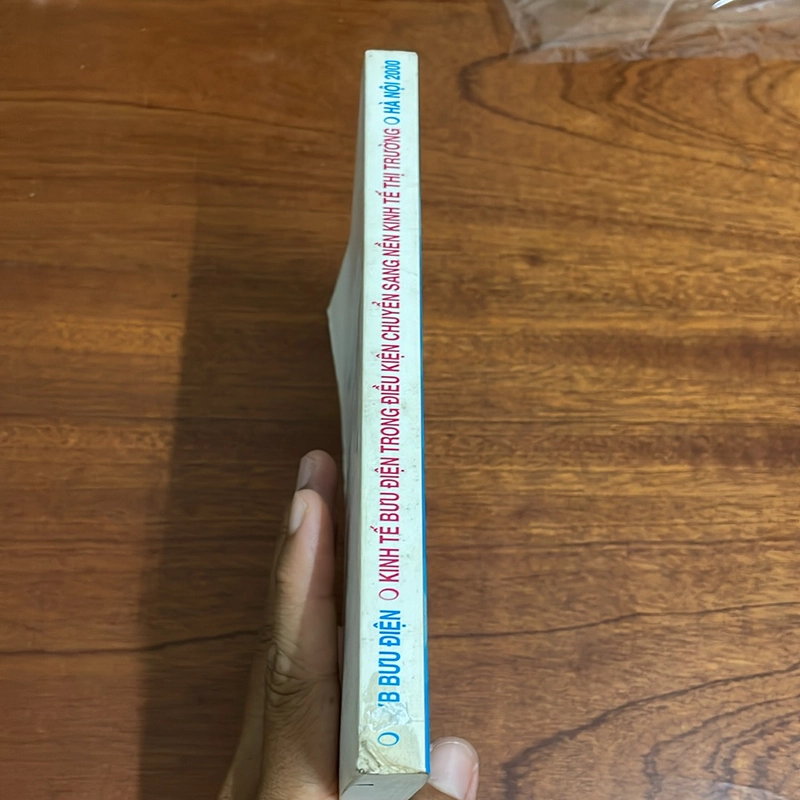 B BƯU ĐIỆN O KINH TẾ BƯU ĐIỆN TRONG ĐIỀU KIỆN CHUYỂN SANG NỀN KINH TẾ THỊ TRƯỜNG O HÀ NỘI 2000